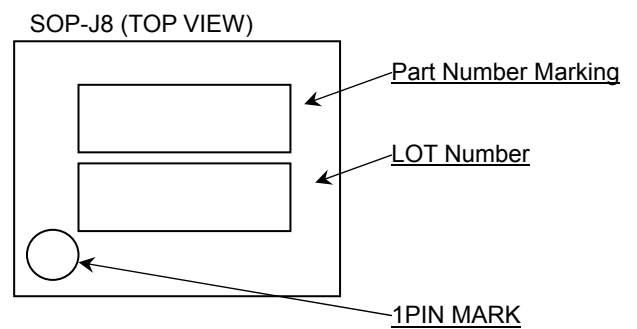 SOP-J8 (TOP VIEW)
Part Number Marking
LOT Number
1PIN MARK